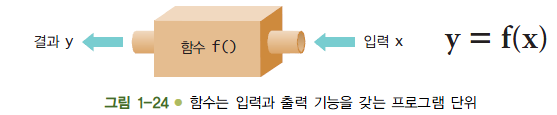 결과 y
함수 f()
입력 x
y = f(x)
그림 1-24 ● 함수는 입력과 출력 기능을 갖는 프로그램 단위